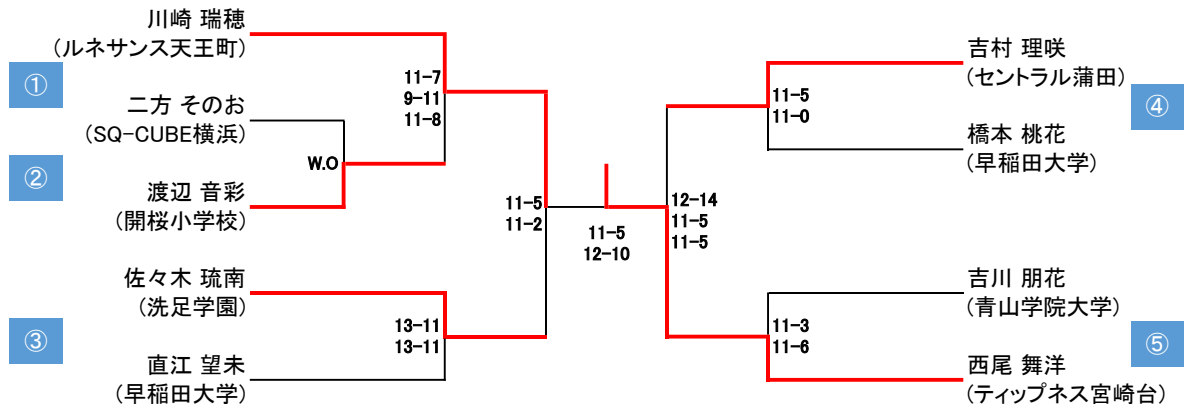 川崎 瑞穂
(ルネサンス天王町)
①
11-7
9-11
11-8
二方 そのお
(SQ-CUBE横浜)
W.O
②
渡辺 音彩
(開桜小学校)
11-5
11-2
佐々木 琉南
(洗足学園)
③
13-11
13-11
直江 望未
(早稲田大学)
11-5
12-10
吉村 理咲
(セントラル蒲田)
11-5
11-0
④
橋本 桃花
(早稲田大学)
12-14
11-5
11-5
吉川 朋花
(青山学院大学)
11-3
11-6
⑤
西尾 舞洋
(ティップネス宮崎台)